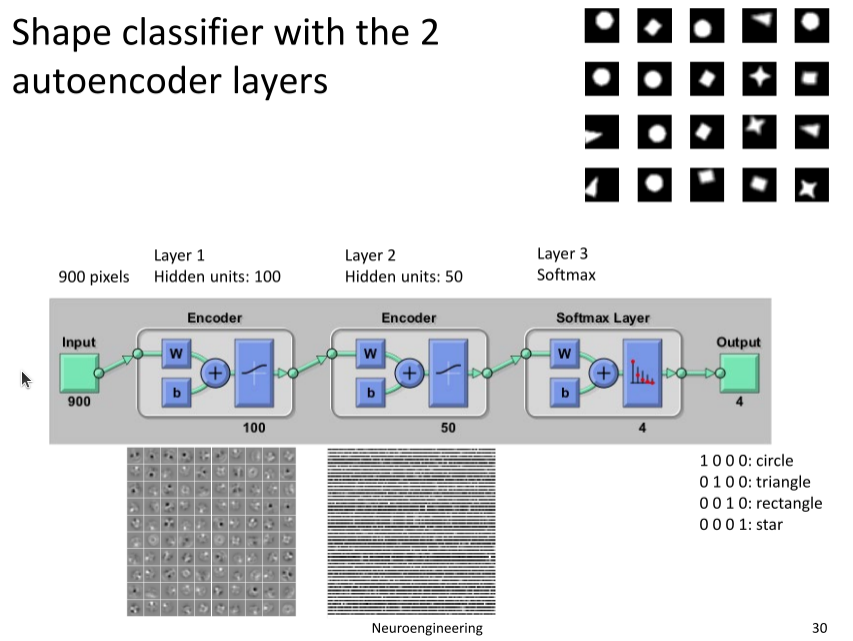 Shape classifier with the 2
autoencoder layers
900 pixels
Layer 1
Hidden units: 100
Layer 2
Hidden units: 50
Layer 3
Softmax
Input
900
Encoder
W
+
b
100
Encoder
W
+
b
50
Softmax Layer
W
+
b
4
Output
4
1 0 0 0: circle
0 1 0 0: triangle
0 0 1 0: rectangle
0 0 0 1: star
Neuroengineering
30